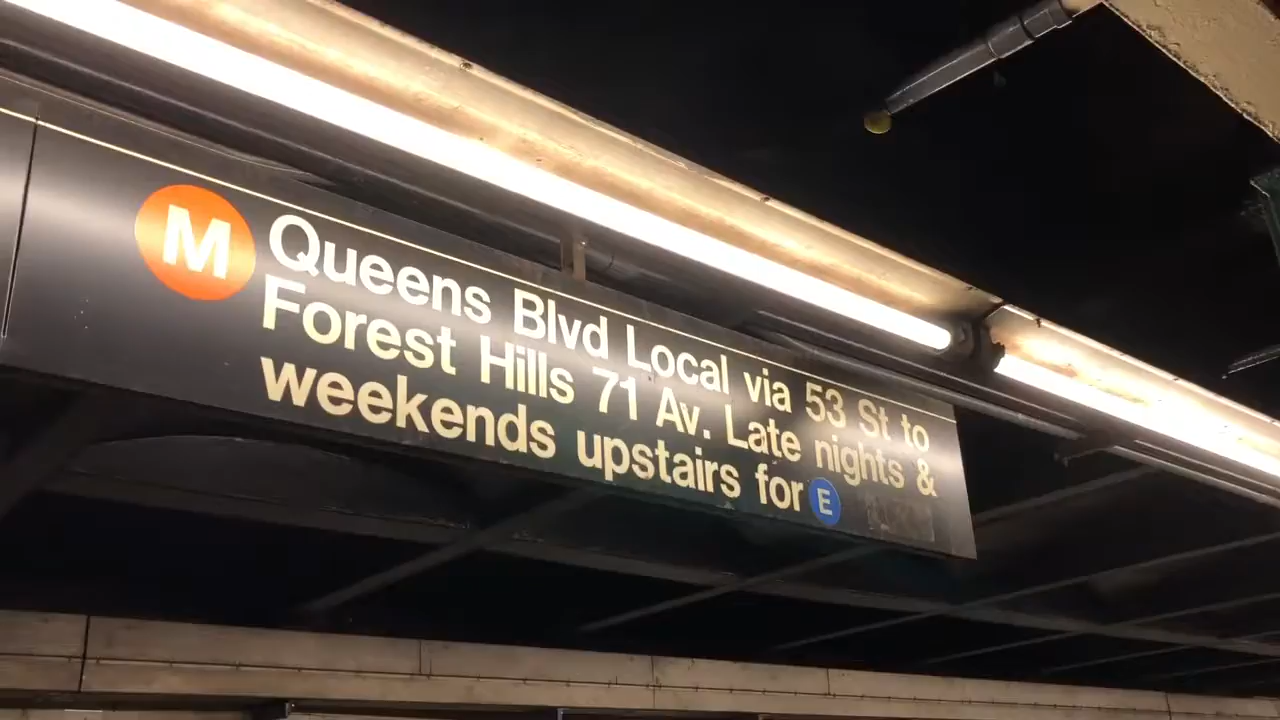 M Queens Blvd Local via 53 St to
Forest Hills 71 Av. Late nights &
weekends upstairs for E